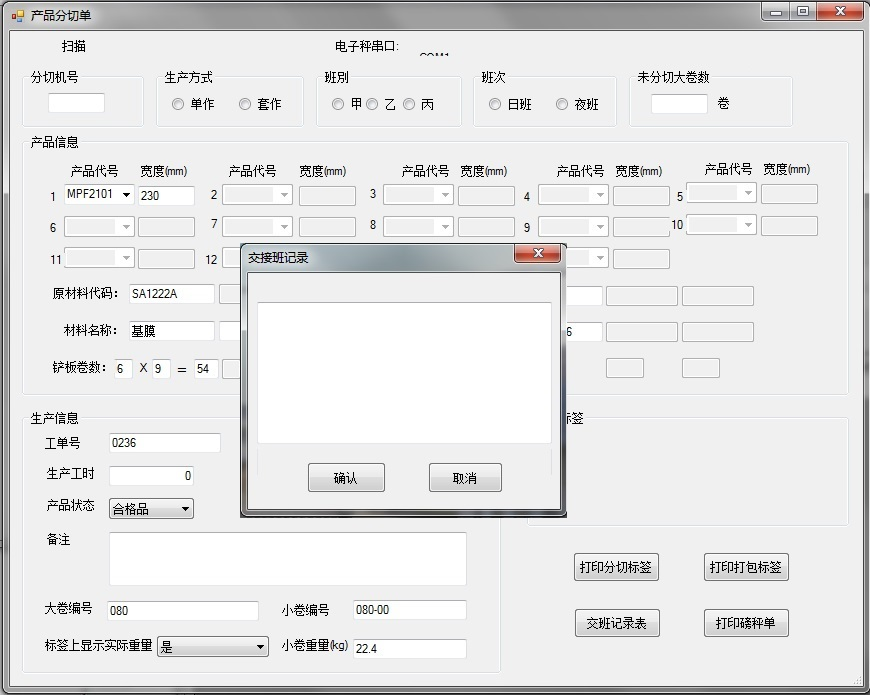 产品分切单
扫描 电子秤串口:
分切机号 生产方式 班别 班次 未分切大卷数
单作 套作 甲 乙 丙 日班 夜班 卷
产品信息
产品代号 宽度(mm) 产品代号 宽度(mm) 产品代号 宽度(mm) 产品代号 宽度(mm) 产品代号 宽度(mm)
1 MPF2101 230 2 3 4 5
6 7 8 9 10
11 12
交接班记录
原材料代码: SA1222A
材料名称: 基膜 6
铲板卷数: 6 X 9 = 54
生产信息 标签
工单号 0236
生产工时 0
确认 取消
产品状态 合格品
备注
打印分切标签 打印打包标签
大卷编号 080 小卷编号 080-00
交班记录表 打印磅秤单
标签上显示实际重量 是 小卷重量(kg) 22.4